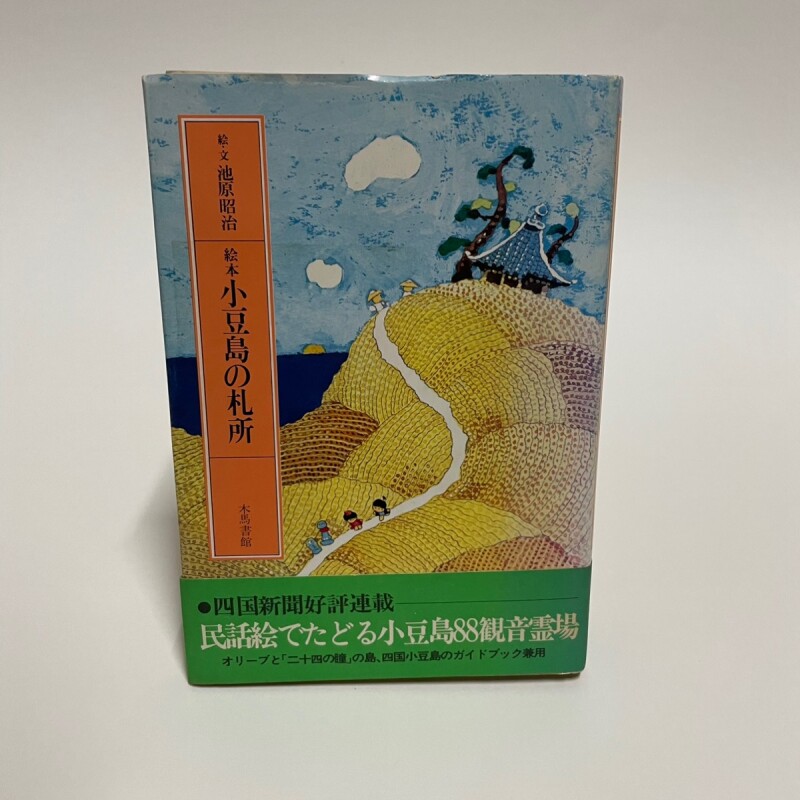 絵・文 池原昭治
絵本 小豆島の札所
木馬書館
●四国新聞好評連載
民話絵でたどる小豆島88観音霊場
オリーブと「二十四の瞳」の島、四国小豆島のガイドブック兼用